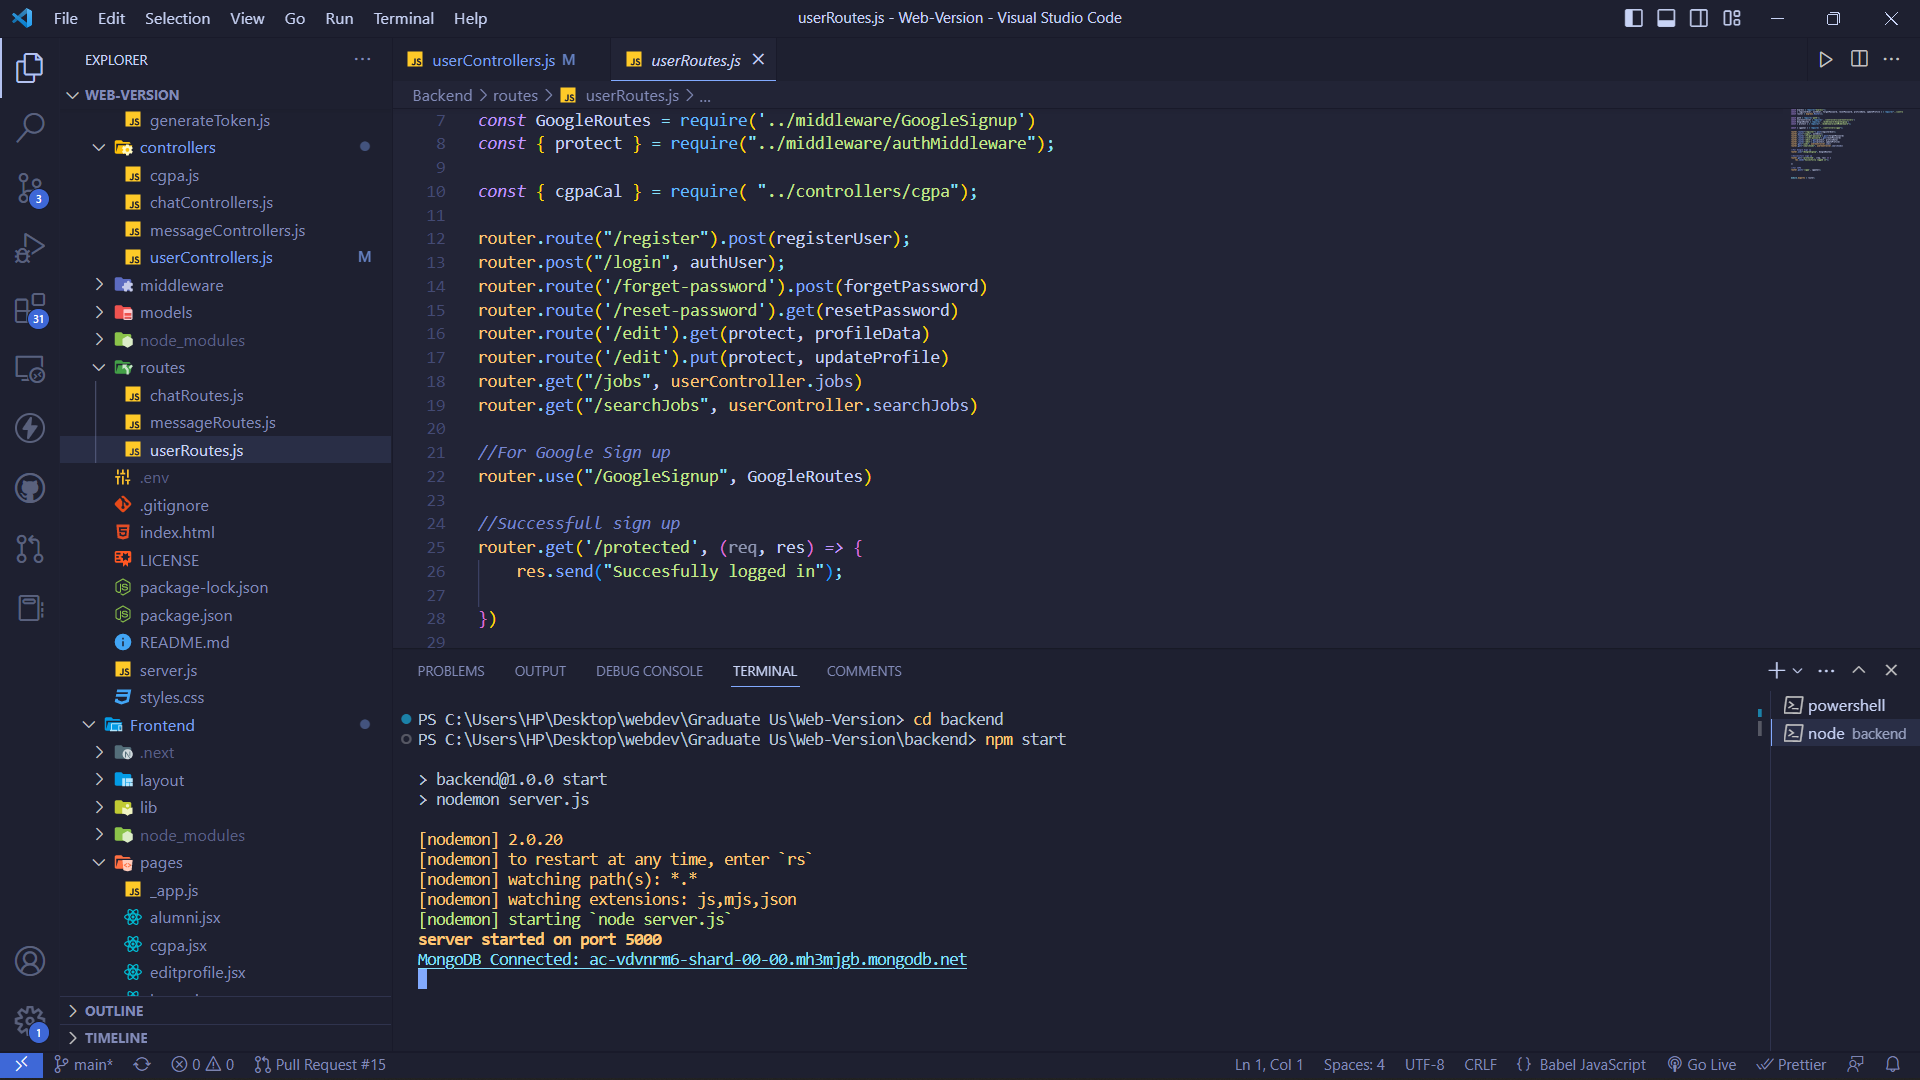 File Edit Selection View Go Run Terminal Help
userRoutes.js - Web-Version - Visual Studio Code
EXPLORER
WEB-VERSION
generateToken.js
controllers
cgpa.js
chatControllers.js
messageControllers.js
userControllers.js M
middleware
models
node_modules
routes
chatRoutes.js
messageRoutes.js
userRoutes.js
.env
.gitignore
index.html
LICENSE
package-lock.json
package.json
README.md
server.js
styles.css
Frontend
.next
layout
lib
node_modules
pages
_app.js
alumni.jsx
cgpa.jsx
editprofile.jsx
OUTLINE
TIMELINE
3
31
1
userControllers.js M
userRoutes.js
Backend > routes > userRoutes.js > ...
7 const GoogleRoutes = require('../middleware/GoogleSignup')
8 const { protect } = require("../middleware/authMiddleware");
9
10 const { cgpaCal } = require( "../controllers/cgpa");
11
12 router.route("/register").post(registerUser);
13 router.post("/login", authUser);
14 router.route('/forget-password').post(forgetPassword)
15 router.route('/reset-password').get(resetPassword)
16 router.route('/edit').get(protect, profileData)
17 router.route('/edit').put(protect, updateProfile)
18 router.get("/jobs", userController.jobs)
19 router.get("/searchJobs", userController.searchJobs)
20
21 //For Google Sign up
22 router.use("/GoogleSignup", GoogleRoutes)
23
24 //Successfull sign up
25 router.get('/protected', (req, res) => {
26 res.send("Succesfully logged in");
27
28 })
29
PROBLEMS OUTPUT DEBUG CONSOLE TERMINAL COMMENTS
PS C:\Users\HP\Desktop\webdev\Graduate Us\Web-Version> cd backend
PS C:\Users\HP\Desktop\webdev\Graduate Us\Web-Version\backend> npm start
> backend@1.0.0 start
> nodemon server.js
[nodemon] 2.0.20
[nodemon] to restart at any time, enter `rs`
[nodemon] watching path(s): *.*
[nodemon] watching extensions: js,mjs,json
[nodemon] starting `node server.js`
server started on port 5000
MongoDB Connected: ac-vdvnrm6-shard-00-00.mh3mjgb.mongodb.net
powershell
node backend
main* 0 0 Pull Request #15
Ln 1, Col 1 Spaces: 4 UTF-8 CRLF {} Babel JavaScript Go Live Prettier